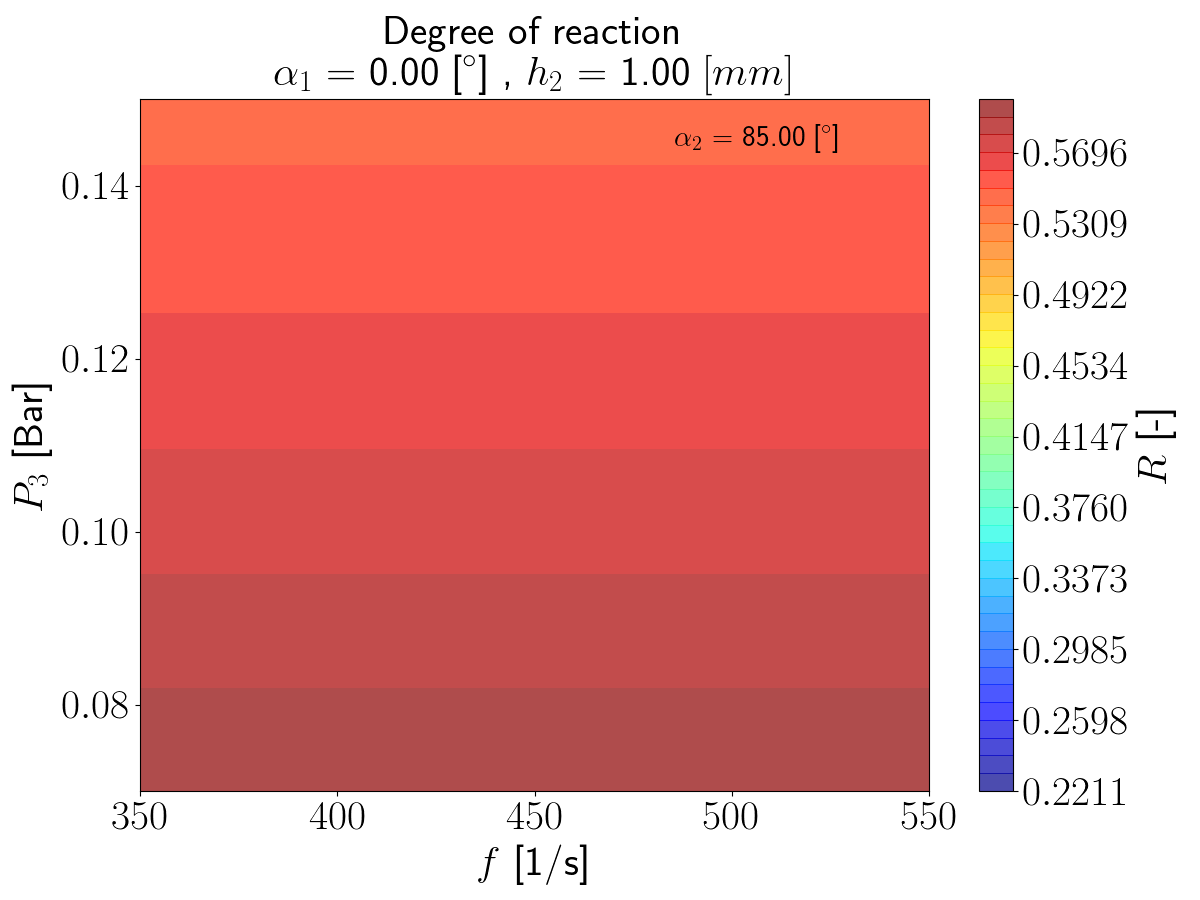 Degree of reaction
α₁ = 0.00 [°] , h₂ = 1.00 [mm]
α₂ = 85.00 [°]
0.14
0.12
0.10
0.08
P₃ [Bar]
350 400 450 500 550
f [1/s]
0.5696
0.5309
0.4922
0.4534
0.4147
0.3760
0.3373
0.2985
0.2598
0.2211
R [-]